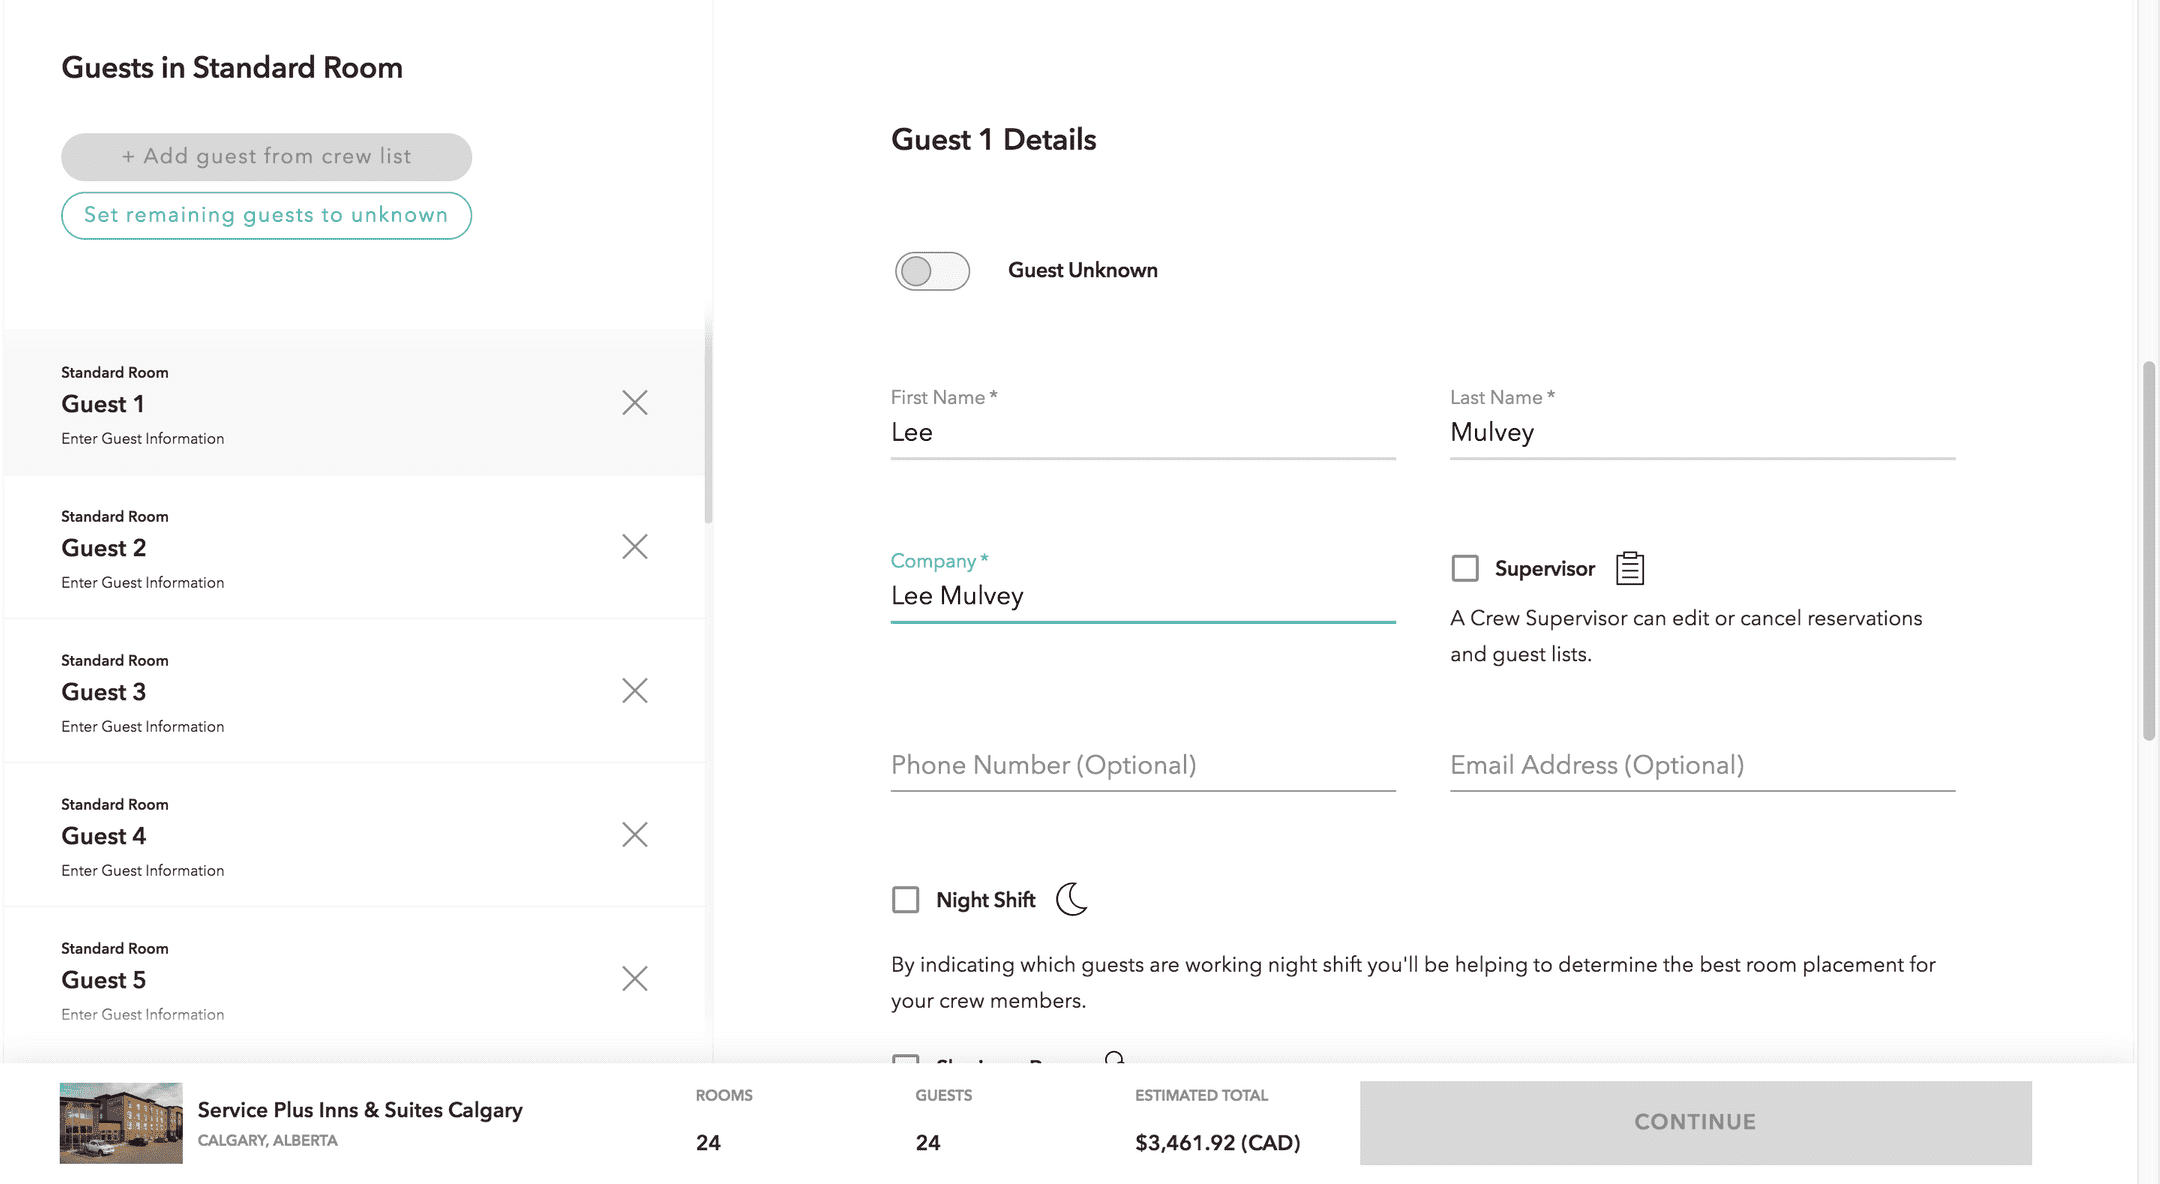 Guests in Standard Room
+ Add guest from crew list
Set remaining guests to unknown
Standard Room
Guest 1
Enter Guest Information
Standard Room
Guest 2
Enter Guest Information
Standard Room
Guest 3
Enter Guest Information
Standard Room
Guest 4
Enter Guest Information
Standard Room
Guest 5
Enter Guest Information
Guest 1 Details
Guest Unknown
First Name *
Lee
Last Name *
Mulvey
Company *
Lee Mulvey
Supervisor
A Crew Supervisor can edit or cancel reservations
and guest lists.
Phone Number (Optional)
Email Address (Optional)
Night Shift
By indicating which guests are working night shift you'll be helping to determine the best room placement for
your crew members.
Service Plus Inns & Suites Calgary
CALGARY, ALBERTA
ROOMS
24
GUESTS
24
ESTIMATED TOTAL
$3,461.92 (CAD)
CONTINUE